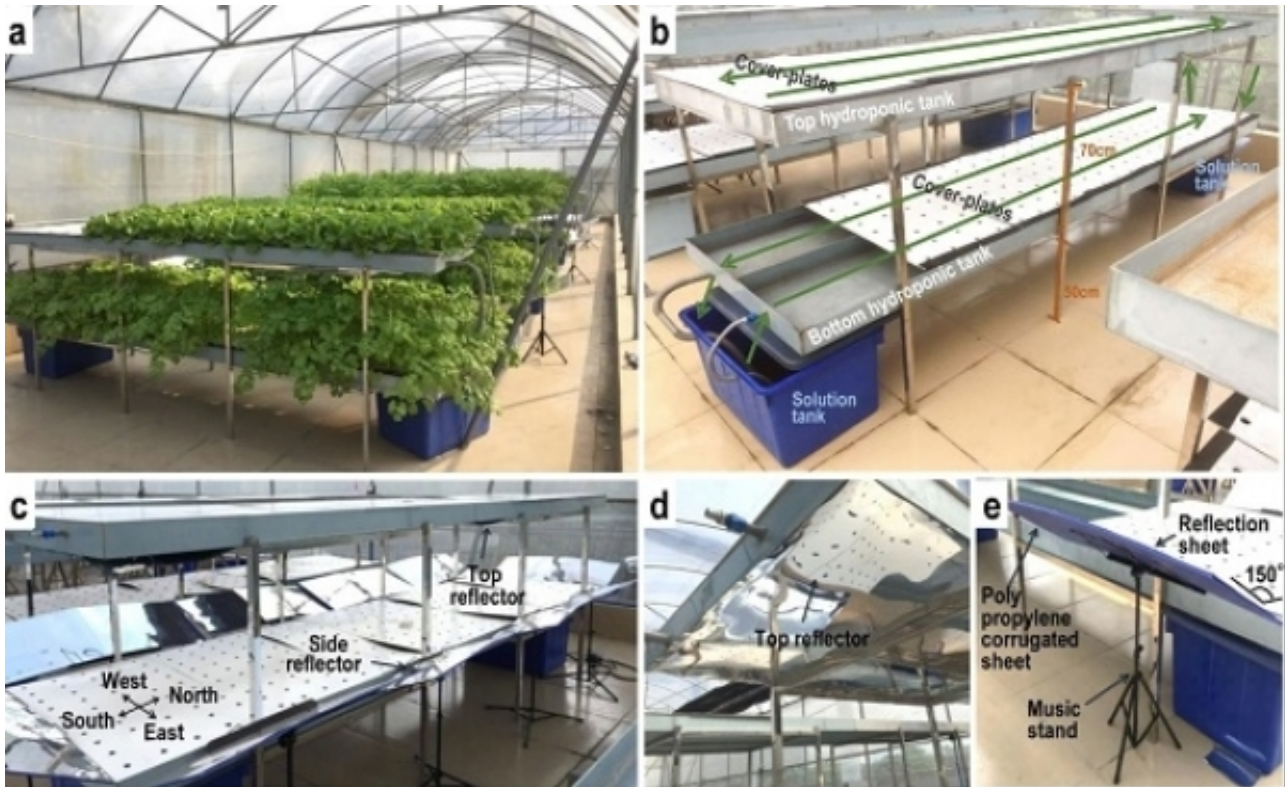 a
b
Cover-plates
Top hydroponic tank
70cm
Solution
tank
Cover-plates
Bottom hydroponic tank
50cm
Solution
tank
c
Top
reflector
Side
reflector
West
North
South
East
d
Top reflector
e
Reflection
sheet
150°
Poly
propylene
corrugated
sheet
Music
stand